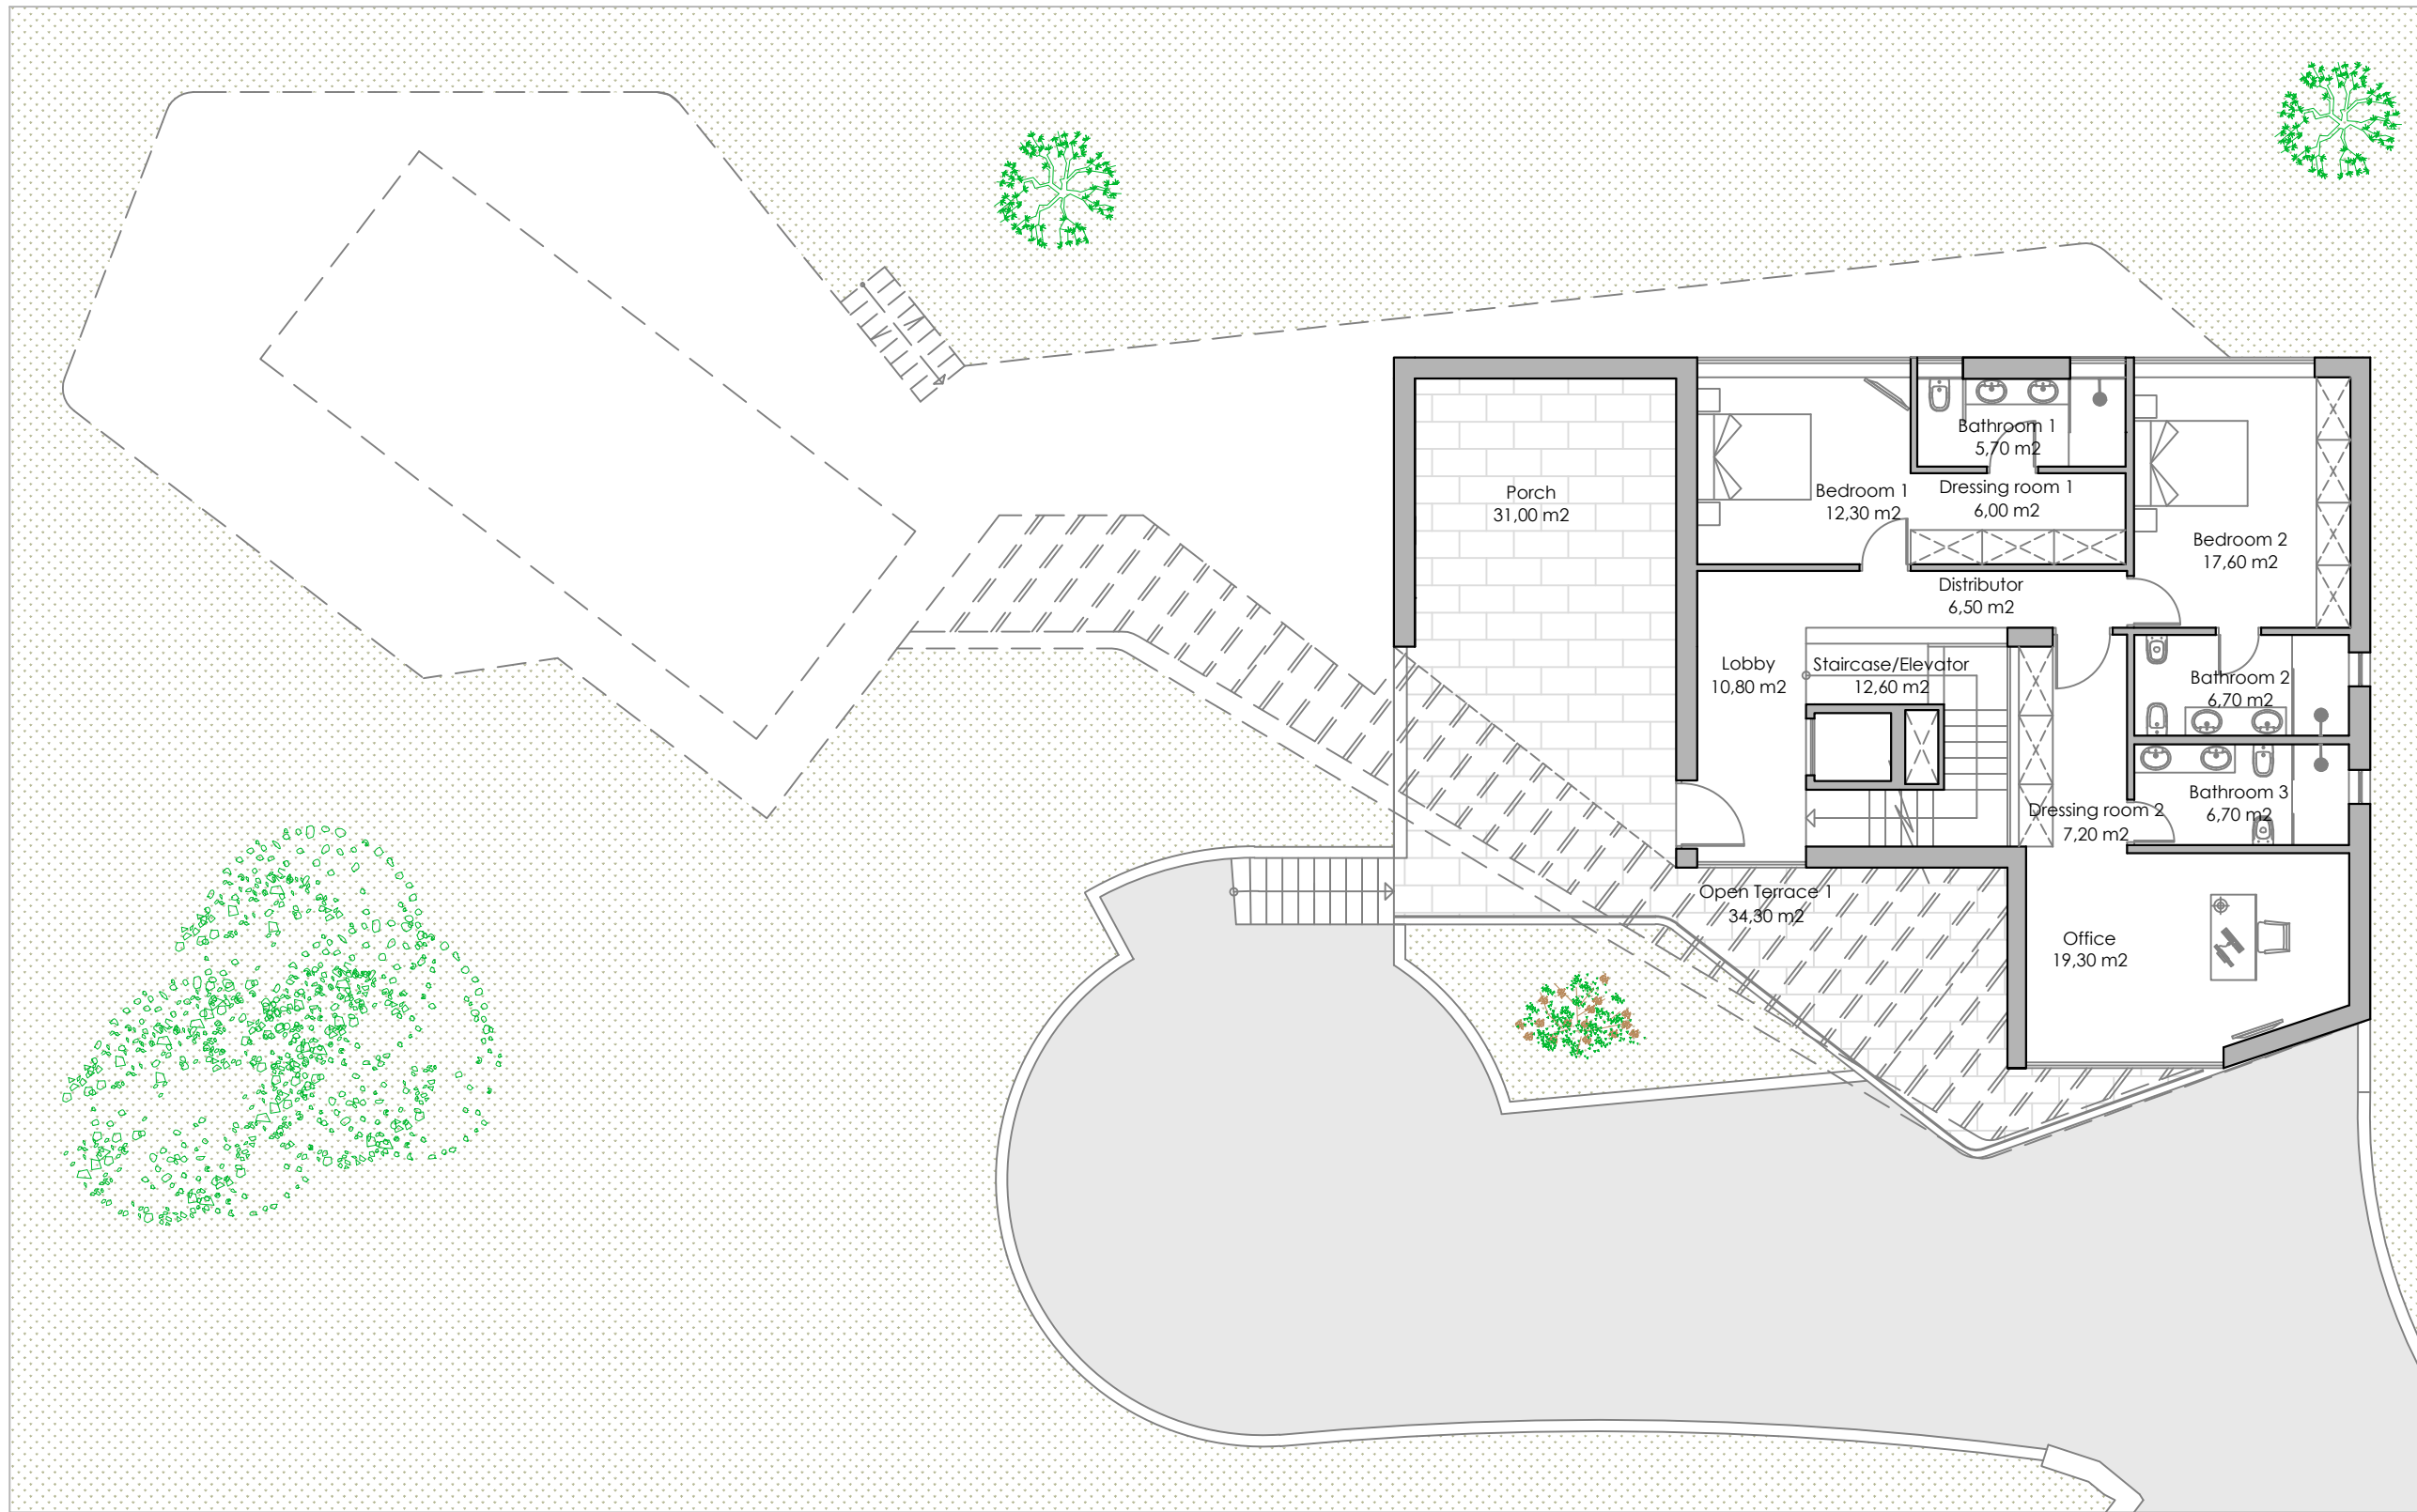 Bathroom 1
5,70 m2
Porch
31,00 m2
Bedroom 1
12,30 m2
Dressing room 1
6,00 m2
Bedroom 2
17,60 m2
Distributor
6,50 m2
Lobby
10,80 m2
Staircase/Elevator
12,60 m2
Bathroom 2
6,70 m2
Bathroom 3
6,70 m2
Dressing room 2
7,20 m2
Open Terrace 1
34,30 m2
Office
19,30 m2